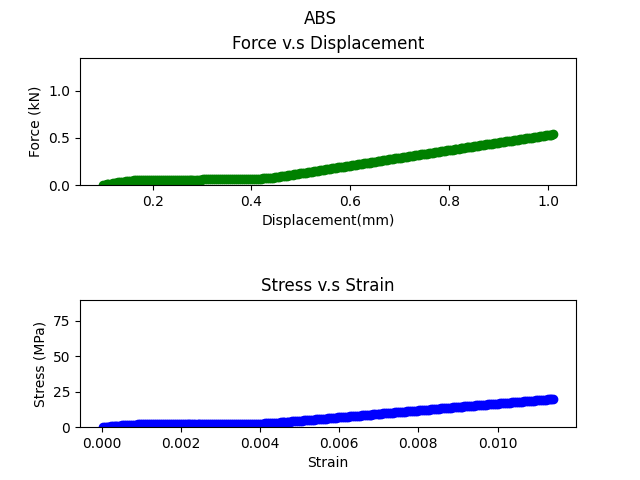 ABS
Force v.s Displacement
1.0
0.5
0.0
Force (kN)
0.2 0.4 0.6 0.8 1.0
Displacement(mm)
Stress v.s Strain
75
50
25
0
Stress (MPa)
0.000 0.002 0.004 0.006 0.008 0.010
Strain